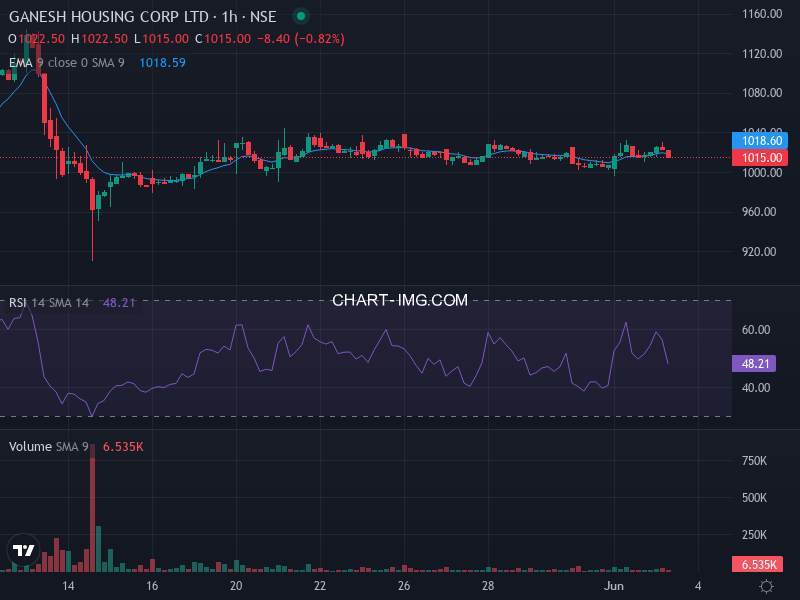 GANESH HOUSING CORP LTD · 1h · NSE
O1022.50 H1022.50 L1015.00 C1015.00 −8.40 (−0.82%)
EMA 9 close 0 SMA 9 1018.59
1160.00
1120.00
1080.00
1040.00
1018.60
1015.00
1000.00
960.00
920.00
RSI 14 SMA 14 48.21
CHART-IMG.COM
60.00
48.21
40.00
Volume SMA 9 6.535K
750K
500K
250K
6.535K
14 16 20 22 26 28 Jun 4